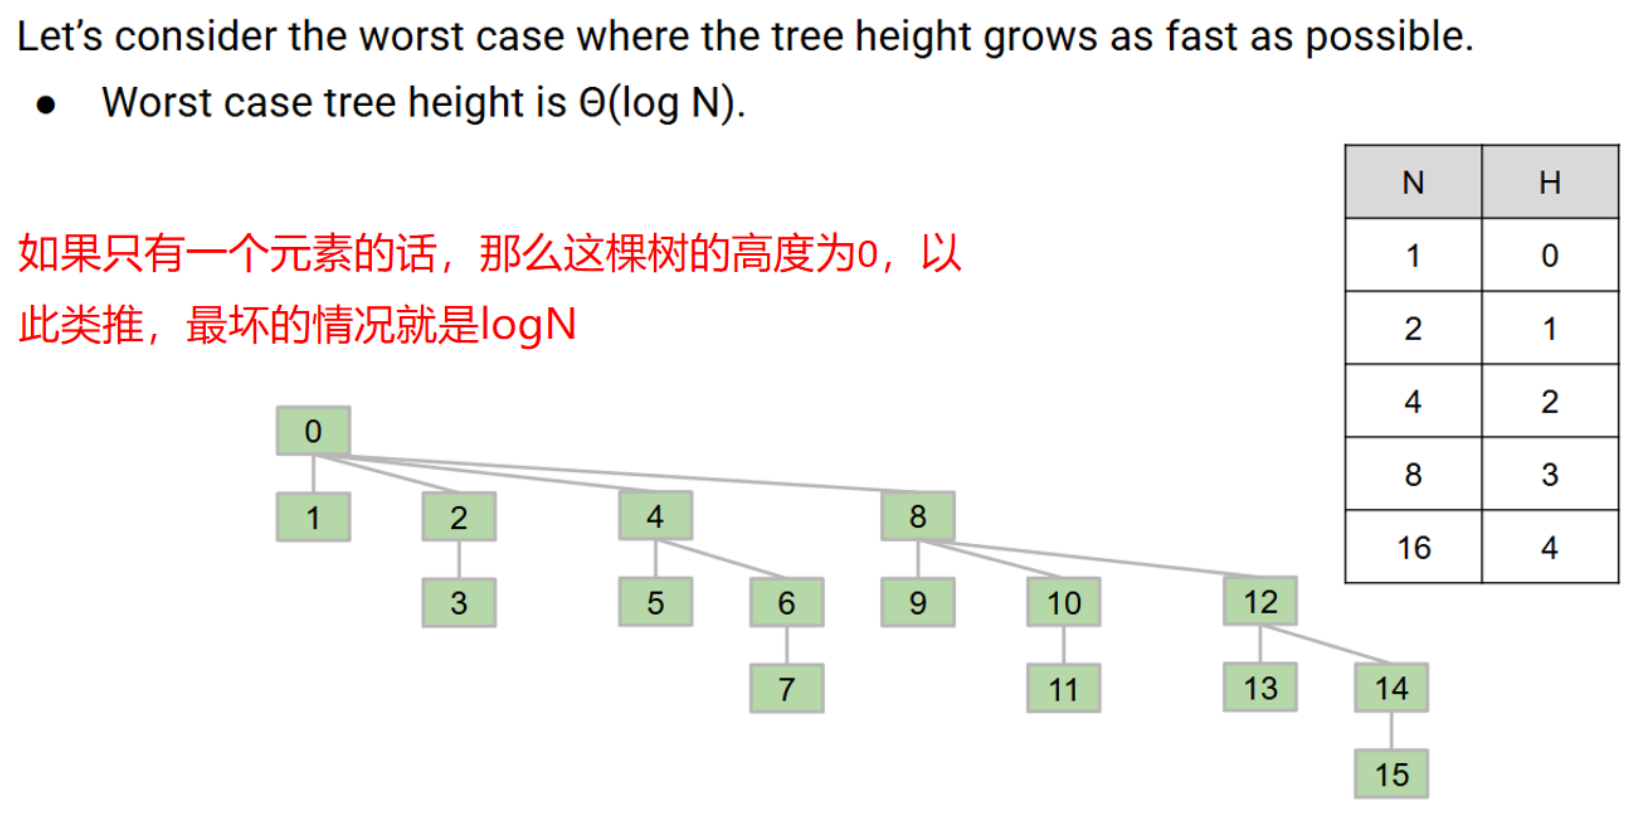 Let’s consider the worst case where the tree height grows as fast as possible.
● Worst case tree height is Θ(log N).
N H
1 0
2 1
4 2
8 3
16 4
如果只有一个元素的话，那么这棵树的高度为0，以
此类推，最坏的情况就是logN
0
1 2 4 8
3 5 6 9 10 12
7 11 13 14
15